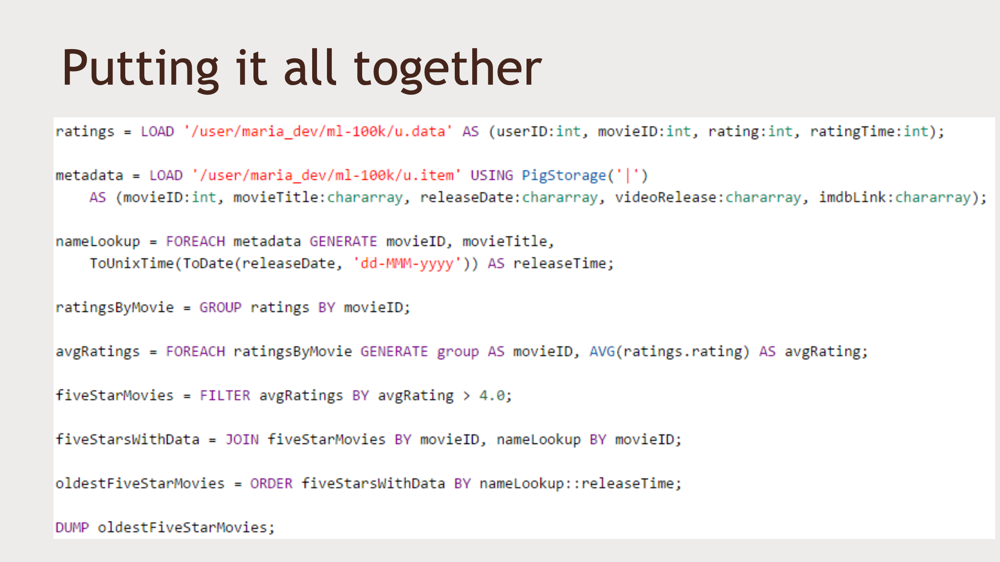 Putting it all together
ratings = LOAD '/user/maria_dev/ml-100k/u.data' AS (userID:int, movieID:int, rating:int, ratingTime:int);
metadata = LOAD '/user/maria_dev/ml-100k/u.item' USING PigStorage('|')
AS (movieID:int, movieTitle:chararray, releaseDate:chararray, videoRelease:chararray, imdbLink:chararray);
nameLookup = FOREACH metadata GENERATE movieID, movieTitle,
ToUnixTime(ToDate(releaseDate, 'dd-MMM-yyyy')) AS releaseTime;
ratingsByMovie = GROUP ratings BY movieID;
avgRatings = FOREACH ratingsByMovie GENERATE group AS movieID, AVG(ratings.rating) AS avgRating;
fiveStarMovies = FILTER avgRatings BY avgRating > 4.0;
fiveStarsWithData = JOIN fiveStarMovies BY movieID, nameLookup BY movieID;
oldestFiveStarMovies = ORDER fiveStarsWithData BY nameLookup::releaseTime;
DUMP oldestFiveStarMovies;